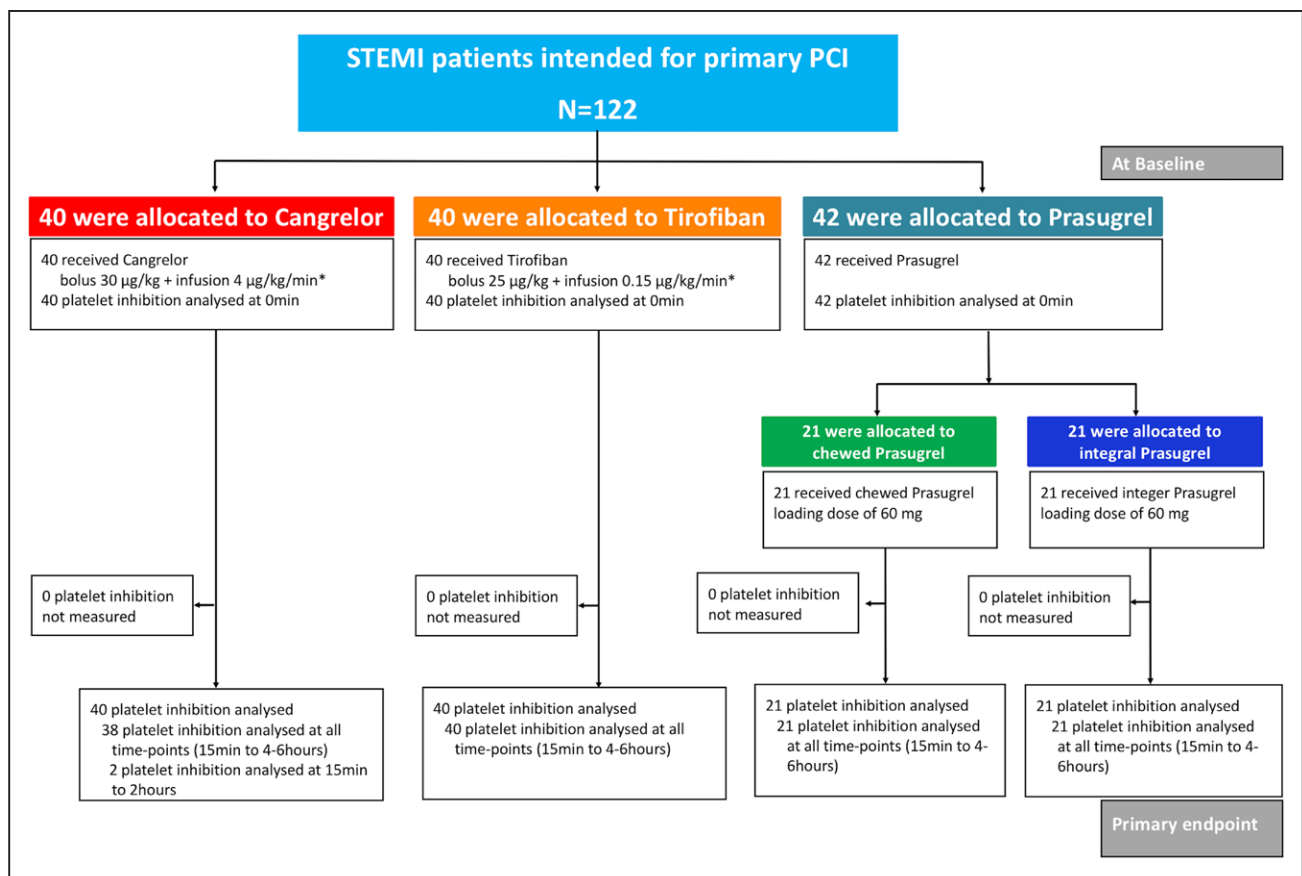 STEMI patients intended for primary PCI
N=122
At Baseline
40 were allocated to Cangrelor
40 received Cangrelor
bolus 30 µg/kg + infusion 4 µg/kg/min*
40 platelet inhibition analysed at 0min
40 were allocated to Tirofiban
40 received Tirofiban
bolus 25 µg/kg + infusion 0.15 µg/kg/min*
40 platelet inhibition analysed at 0min
42 were allocated to Prasugrel
42 received Prasugrel
42 platelet inhibition analysed at 0min
21 were allocated to
chewed Prasugrel
21 received chewed Prasugrel
loading dose of 60 mg
21 were allocated to
integral Prasugrel
21 received integer Prasugrel
loading dose of 60 mg
0 platelet inhibition
not measured
0 platelet inhibition
not measured
0 platelet inhibition
not measured
0 platelet inhibition
not measured
40 platelet inhibition analysed
38 platelet inhibition analysed at all
time-points (15min to 4-6hours)
2 platelet inhibition analysed at 15min
to 2hours
40 platelet inhibition analysed
40 platelet inhibition analysed at all
time-points (15min to 4-6hours)
21 platelet inhibition analysed
21 platelet inhibition analysed
at all time-points (15min to 4-
6hours)
21 platelet inhibition analysed
21 platelet inhibition analysed
at all time-points (15min to 4-
6hours)
Primary endpoint